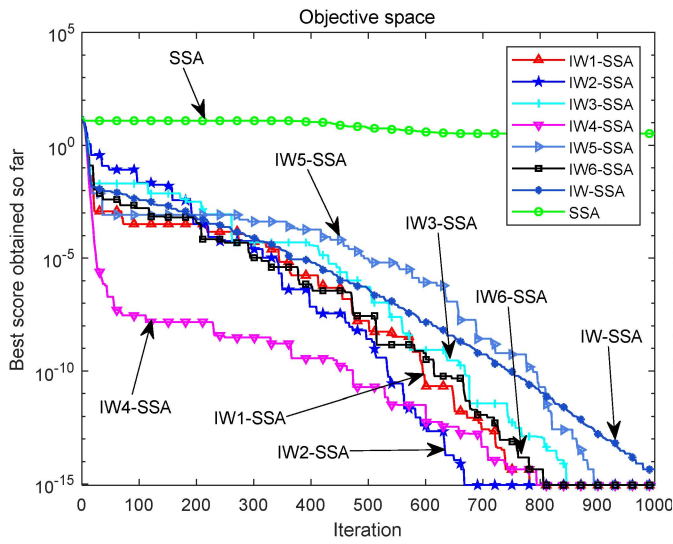 Objective space
Best score obtained so far
10^5
10^0
10^-5
10^-10
10^-15
0 100 200 300 400 500 600 700 800 900 1000
Iteration
IW1-SSA
IW2-SSA
IW3-SSA
IW4-SSA
IW5-SSA
IW6-SSA
IW-SSA
SSA
SSA
IW5-SSA
IW3-SSA
IW6-SSA
IW-SSA
IW4-SSA
IW1-SSA
IW2-SSA